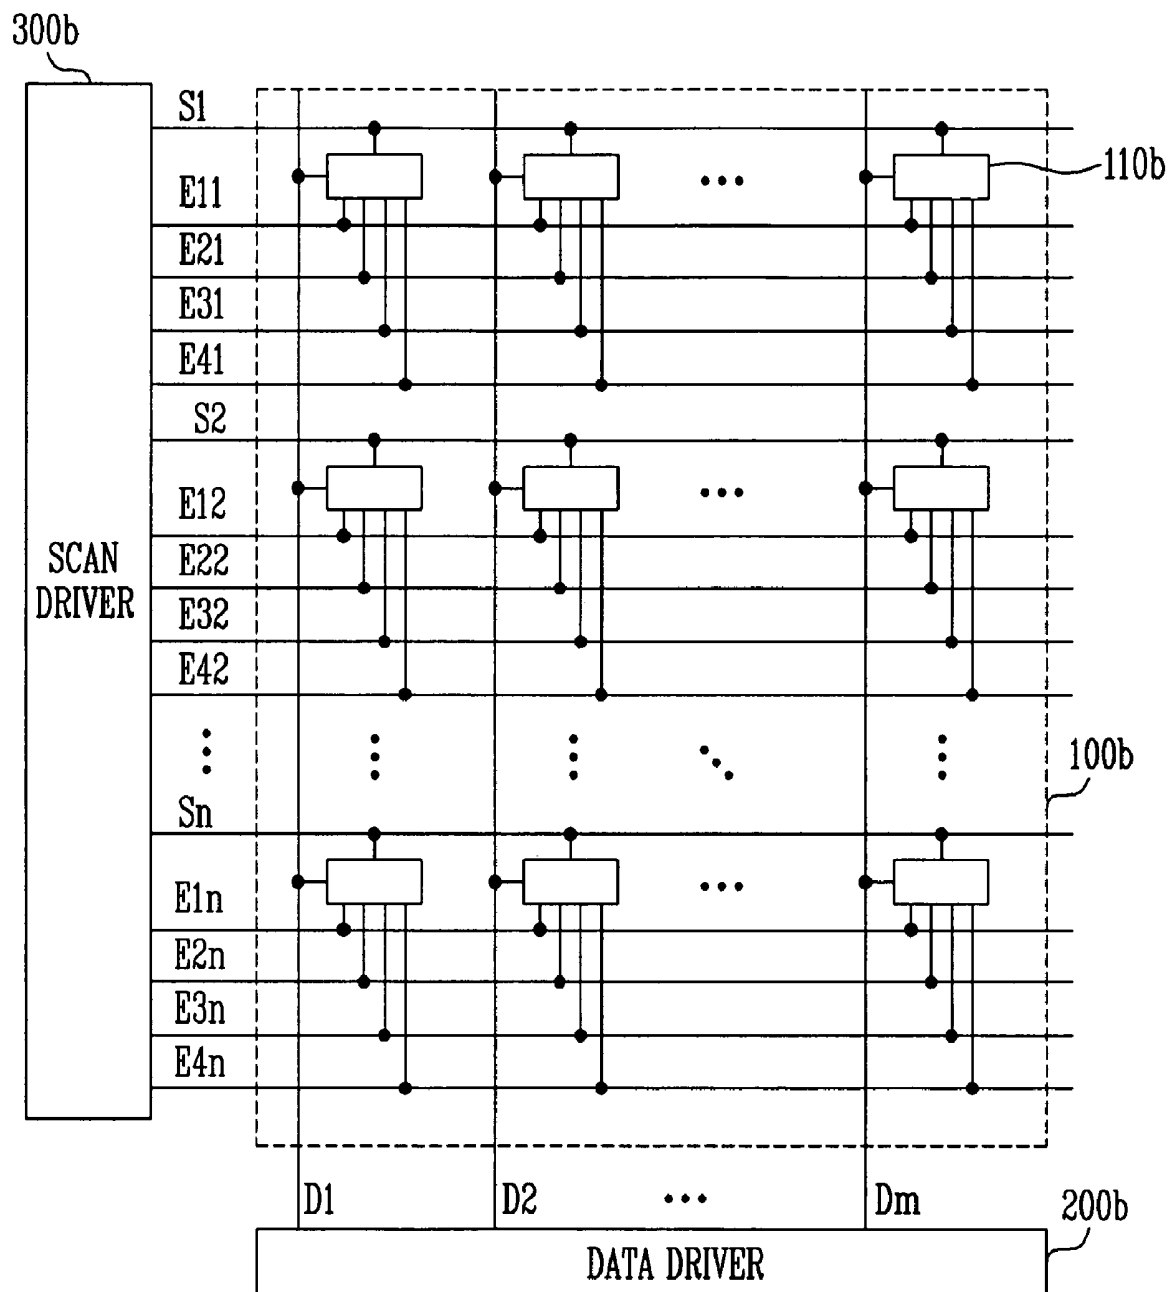 300b
S1
110b
E11
E21
E31
E41
S2
E12
E22
E32
E42
SCAN
DRIVER
100b
Sn
E1n
E2n
E3n
E4n
D1 D2 ... Dm
200b
DATA DRIVER